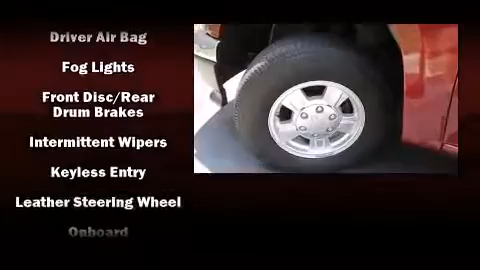 Driver Air Bag
Fog Lights
Front Disc/Rear
Drum Brakes
Intermittent Wipers
Keyless Entry
Leather Steering Wheel
Onboard